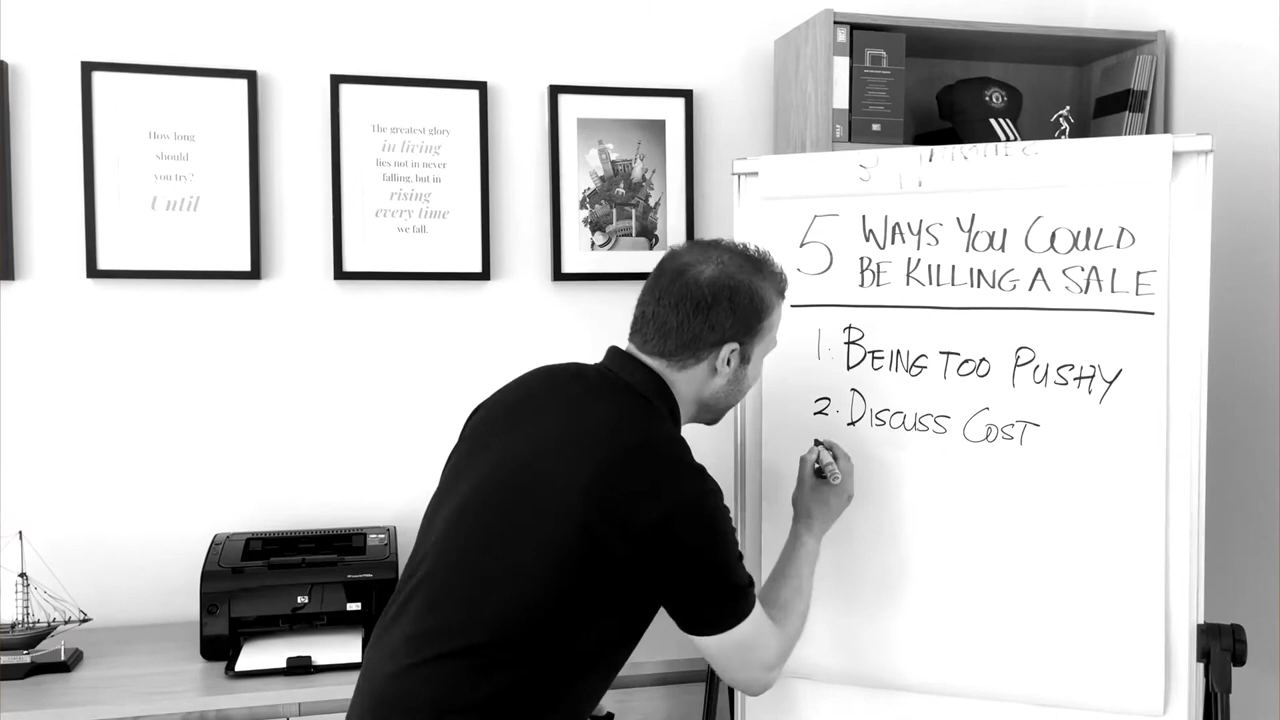 How long
should
you try?
Until
The greatest glory
in living
lies not in never
falling, but in
rising
every time
we fall.
5 WAYS YOU COULD
BE KILLING A SALE
1. BEING TOO PUSHY
2. DISCUSS COST
hp